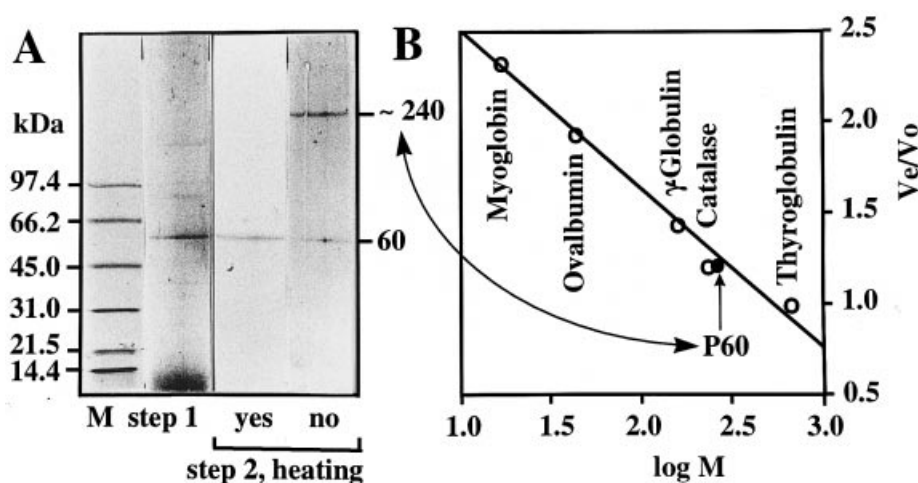 A
kDa
97.4
66.2
45.0
31.0
21.5
14.4
M step 1 yes no
step 2, heating
~ 240
60
B
Myoglobin
Ovalbumin
γ-Globulin
Catalase
Thyroglobulin
P60
2.5
2.0
1.5
1.0
0.5
Ve/Vo
1.0 1.5 2.0 2.5 3.0
log M